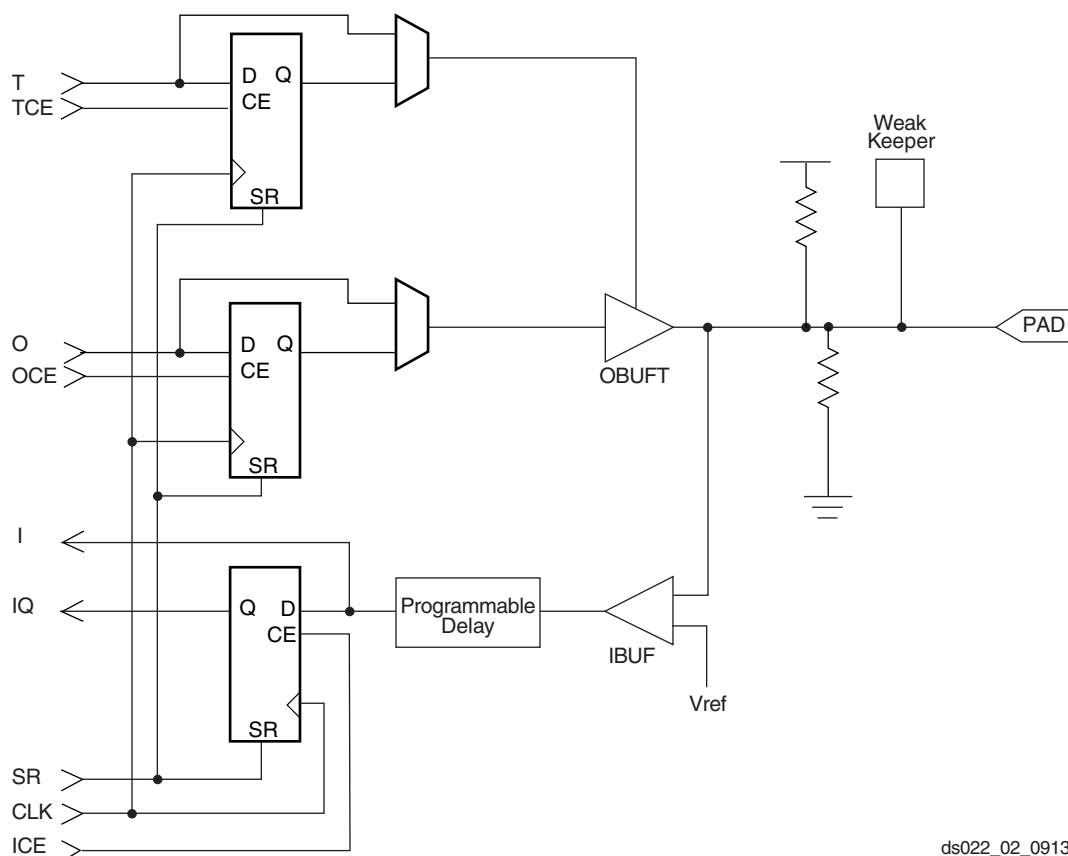 T
TCE
D Q
CE
SR
Weak
Keeper
O
OCE
D Q
CE
SR
OBUFT
PAD
I
IQ
Q D
CE
SR
Programmable
Delay
IBUF
Vref
SR
CLK
ICE
ds022_02_0913